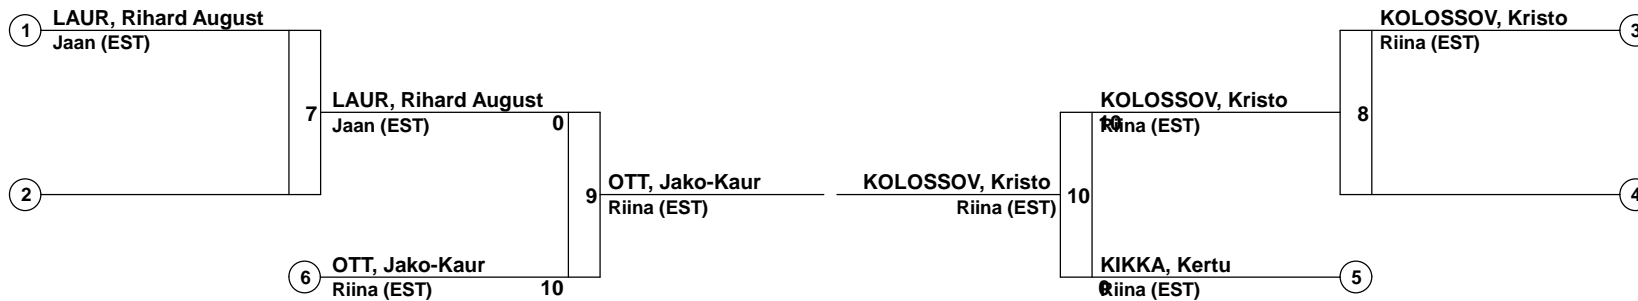 LAUR, Rihard August
1
Jaan (EST)
7
LAUR, Rihard August
Jaan (EST)
0
2
9
OTT, Jako-Kaur
Riina (EST)
6
OTT, Jako-Kaur
Riina (EST)
10
KOLOSSOV, Kristo
Riina (EST)
10
KOLOSSOV, Kristo
10
Riina (EST)
8
KOLOSSOV, Kristo
Riina (EST)
3
4
KIKKA, Kertu
0
Riina (EST)
5